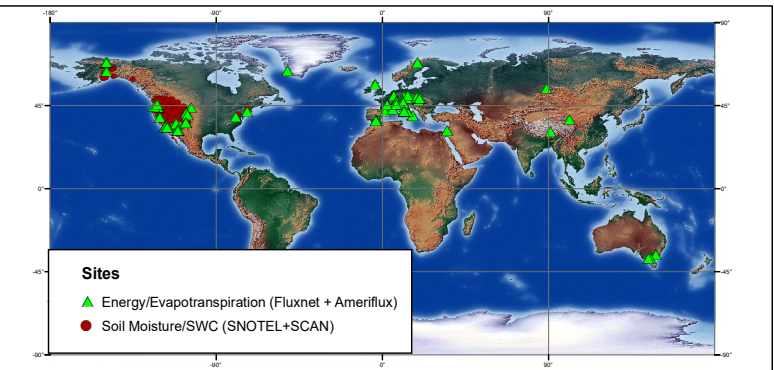 -180° -90° 0° 90°
90°
45° 45°
0° 0°
-45° -45°
Sites
Energy/Evapotranspiration (Fluxnet + Ameriflux)
Soil Moisture/SWC (SNOTEL+SCAN)
-90° -90°
-180° -90° 0° 90°